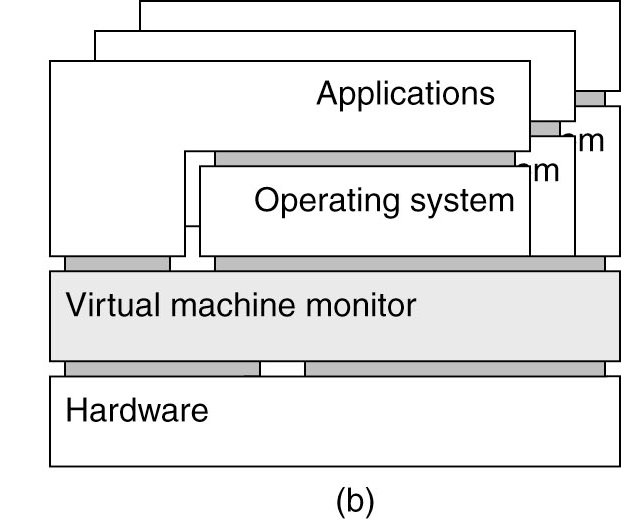 Applications
Operating system
Virtual machine monitor
Hardware
(b)